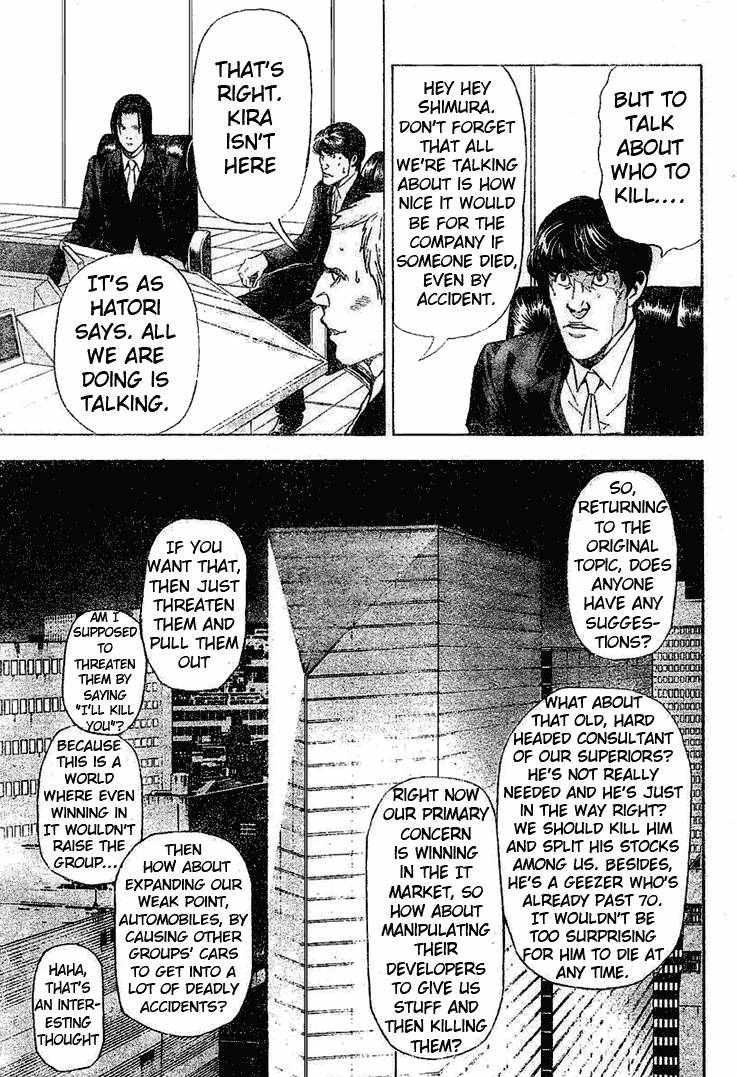 BUT TO
TALK
ABOUT
WHO TO
KILL....
HEY HEY
SHIMURA.
DON'T FORGET
THAT ALL
WE'RE TALKING
ABOUT IS HOW
NICE IT WOULD
BE FOR THE
COMPANY IF
SOMEONE DIED,
EVEN BY
ACCIDENT.
THAT'S
RIGHT.
KIRA
ISN'T
HERE
IT'S AS
HATORI
SAYS. ALL
WE ARE
DOING IS
TALKING.
SO,
RETURNING
TO THE
ORIGINAL
TOPIC, DOES
ANYONE
HAVE ANY
SUGGES-
TIONS?
WHAT ABOUT
THAT OLD, HARD
HEADED CONSULTANT
OF OUR SUPERIORS?
HE'S NOT REALLY
NEEDED AND HE'S JUST
IN THE WAY RIGHT?
WE SHOULD KILL HIM
AND SPLIT HIS STOCKS
AMONG US. BESIDES,
HE'S A GEEZER WHO'S
ALREADY PAST 70.
IT WOULDN'T BE
TOO SURPRISING
FOR HIM TO DIE AT
ANY TIME.
RIGHT NOW
OUR PRIMARY
CONCERN
IS WINNING
IN THE IT
MARKET, SO
HOW ABOUT
MANIPULATING
THEIR
DEVELOPERS
TO GIVE US
STUFF AND
THEN KILLING
THEM?
IF YOU
WANT THAT,
THEN JUST
THREATEN
THEM AND
PULL THEM
OUT
AM I
SUPPOSED
TO
THREATEN
THEM BY
SAYING
"I'LL KILL
YOU"?
BECAUSE
THIS IS A
WORLD
WHERE EVEN
WINNING IN
IT WOULDN'T
RAISE THE
GROUP....
THEN
HOW ABOUT
EXPANDING OUR
WEAK POINT,
AUTOMOBILES, BY
CAUSING OTHER
GROUPS' CARS
TO GET INTO A
LOT OF DEADLY
ACCIDENTS?
HAHA,
THAT'S
AN INTER-
ESTING
THOUGHT